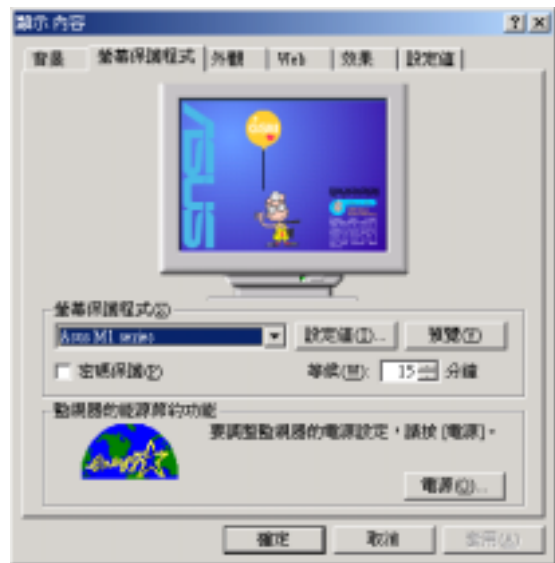 顯示 內容
背景
螢幕保護程式
外觀
Web
效果
設定值
ASUS
螢幕保護程式(S)
Asus M1 series
設定值(T)...
預覽(V)
密碼保護(P)
等候(W):
15
分鐘
監視器的能源節約功能
要調整監視器的電源設定，請按 [電源]。
電源(O)...
確定
取消
套用(A)